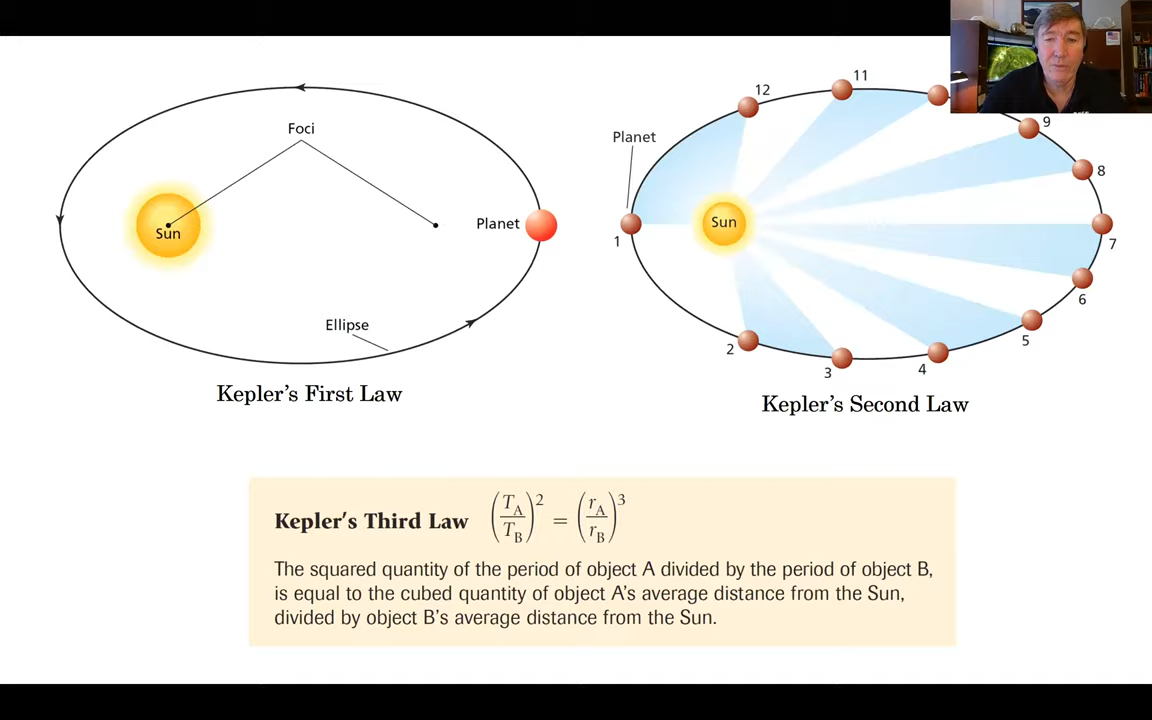 Foci
Sun
Planet
Ellipse
Kepler's First Law
Planet
Sun
1
2
3
4
5
6
7
8
9
11
12
Kepler's Second Law
Kepler's Third Law (T_A/T_B)² = (r_A/r_B)³
The squared quantity of the period of object A divided by the period of object B,
is equal to the cubed quantity of object A's average distance from the Sun,
divided by object B's average distance from the Sun.